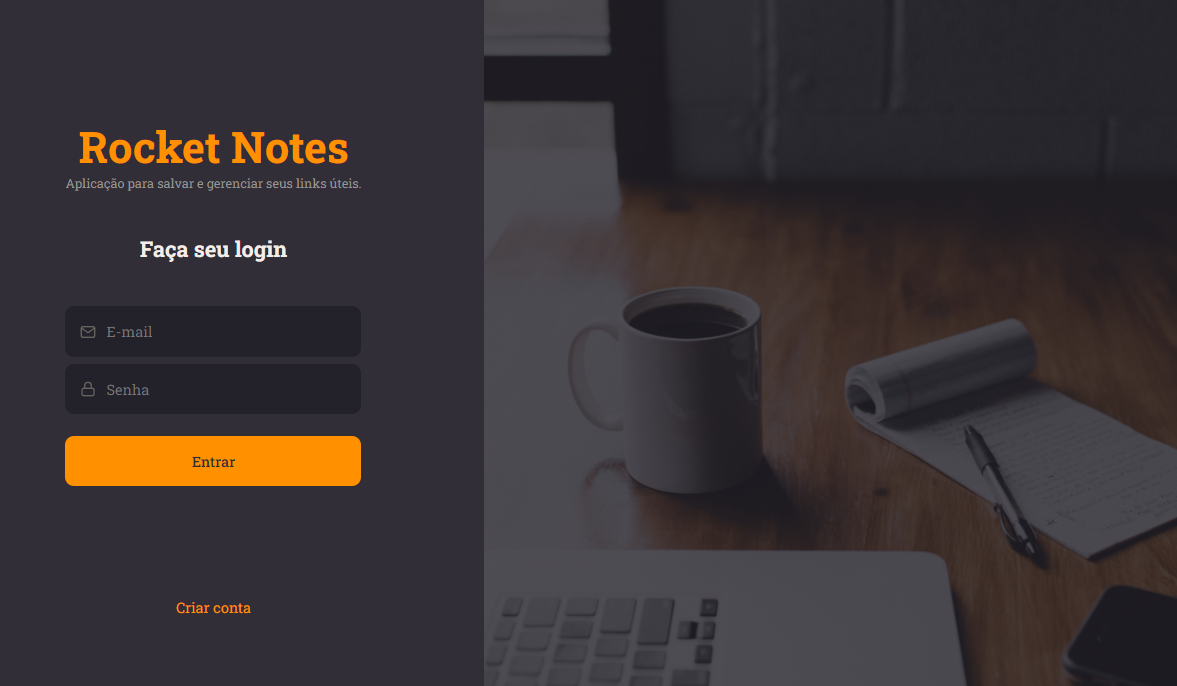 Rocket Notes
Aplicação para salvar e gerenciar seus links úteis.
Faça seu login
E-mail
Senha
Entrar
Criar conta